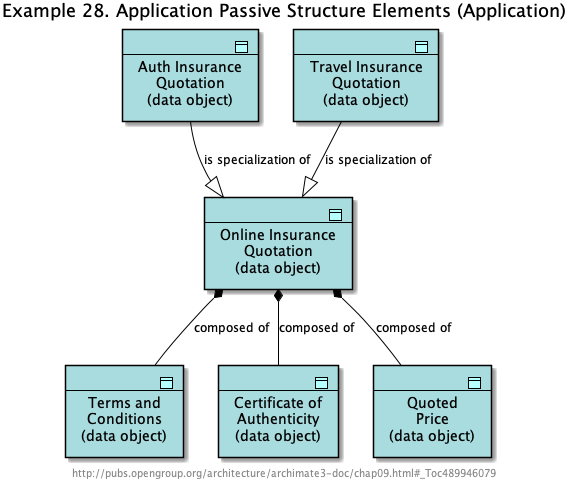 Example 28. Application Passive Structure Elements (Application)
Auth Insurance
Quotation
(data object)
Travel Insurance
Quotation
(data object)
is specialization of
is specialization of
Online Insurance
Quotation
(data object)
composed of
composed of
composed of
Terms and
Conditions
(data object)
Certificate of
Authenticity
(data object)
Quoted
Price
(data object)
http://pubs.opengroup.org/architecture/archimate3-doc/chap09.html#_Toc489946079